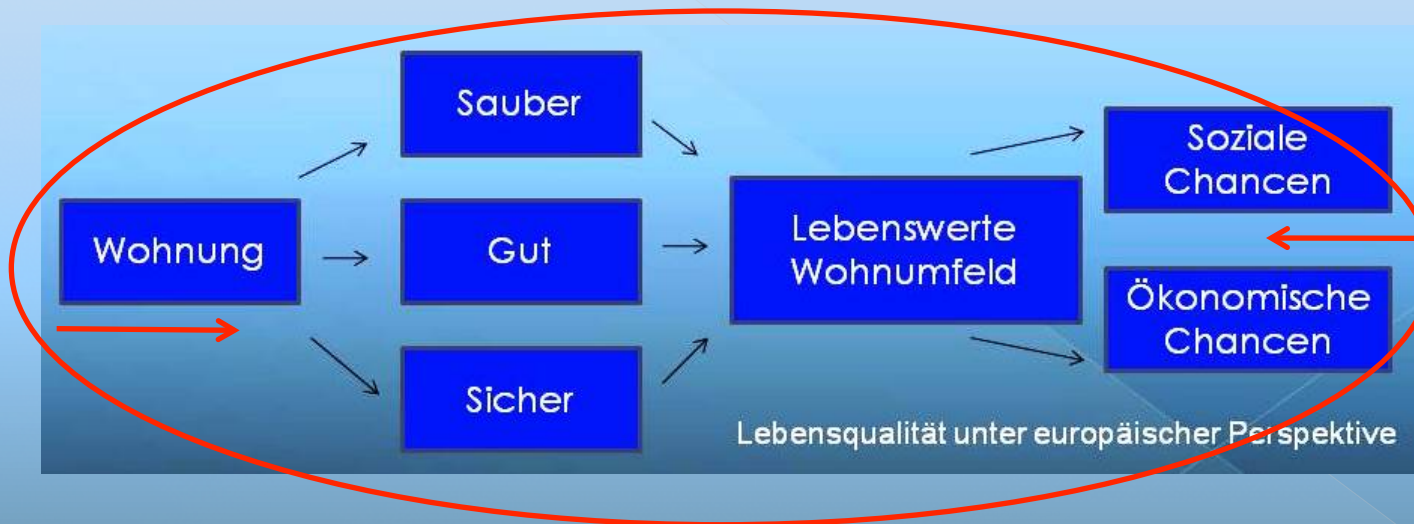 Wohnung
Sauber
Gut
Sicher
Lebenswerte
Wohnumfeld
Soziale
Chancen
Ökonomische
Chancen
Lebensqualität unter europäischer Perspektive